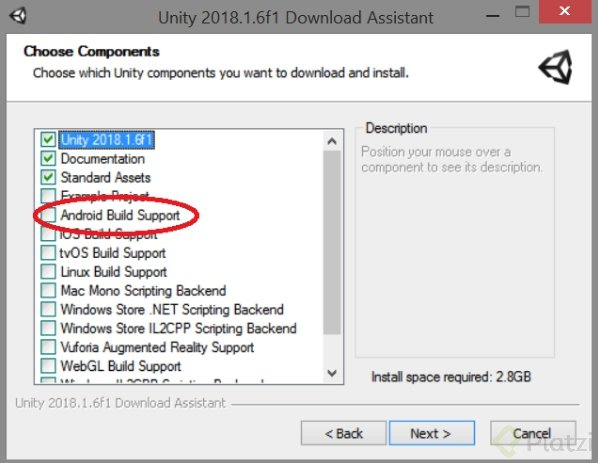 Unity 2018.1.6f1 Download Assistant
Choose Components
Choose which Unity components you want to download and install.
Unity 2018.1.6f1
Documentation
Standard Assets
Example Project
Android Build Support
iOS Build Support
tvOS Build Support
Linux Build Support
Mac Mono Scripting Backend
Windows Store .NET Scripting Backend
Windows Store IL2CPP Scripting Backend
Vuforia Augmented Reality Support
WebGL Build Support
Windows IL2CPP Scripting Backend
Description
Position your mouse over a
component to see its description.
Install space required: 2.8GB
Unity 2018.1.6f1 Download Assistant
< Back
Next >
Cancel
Platzi